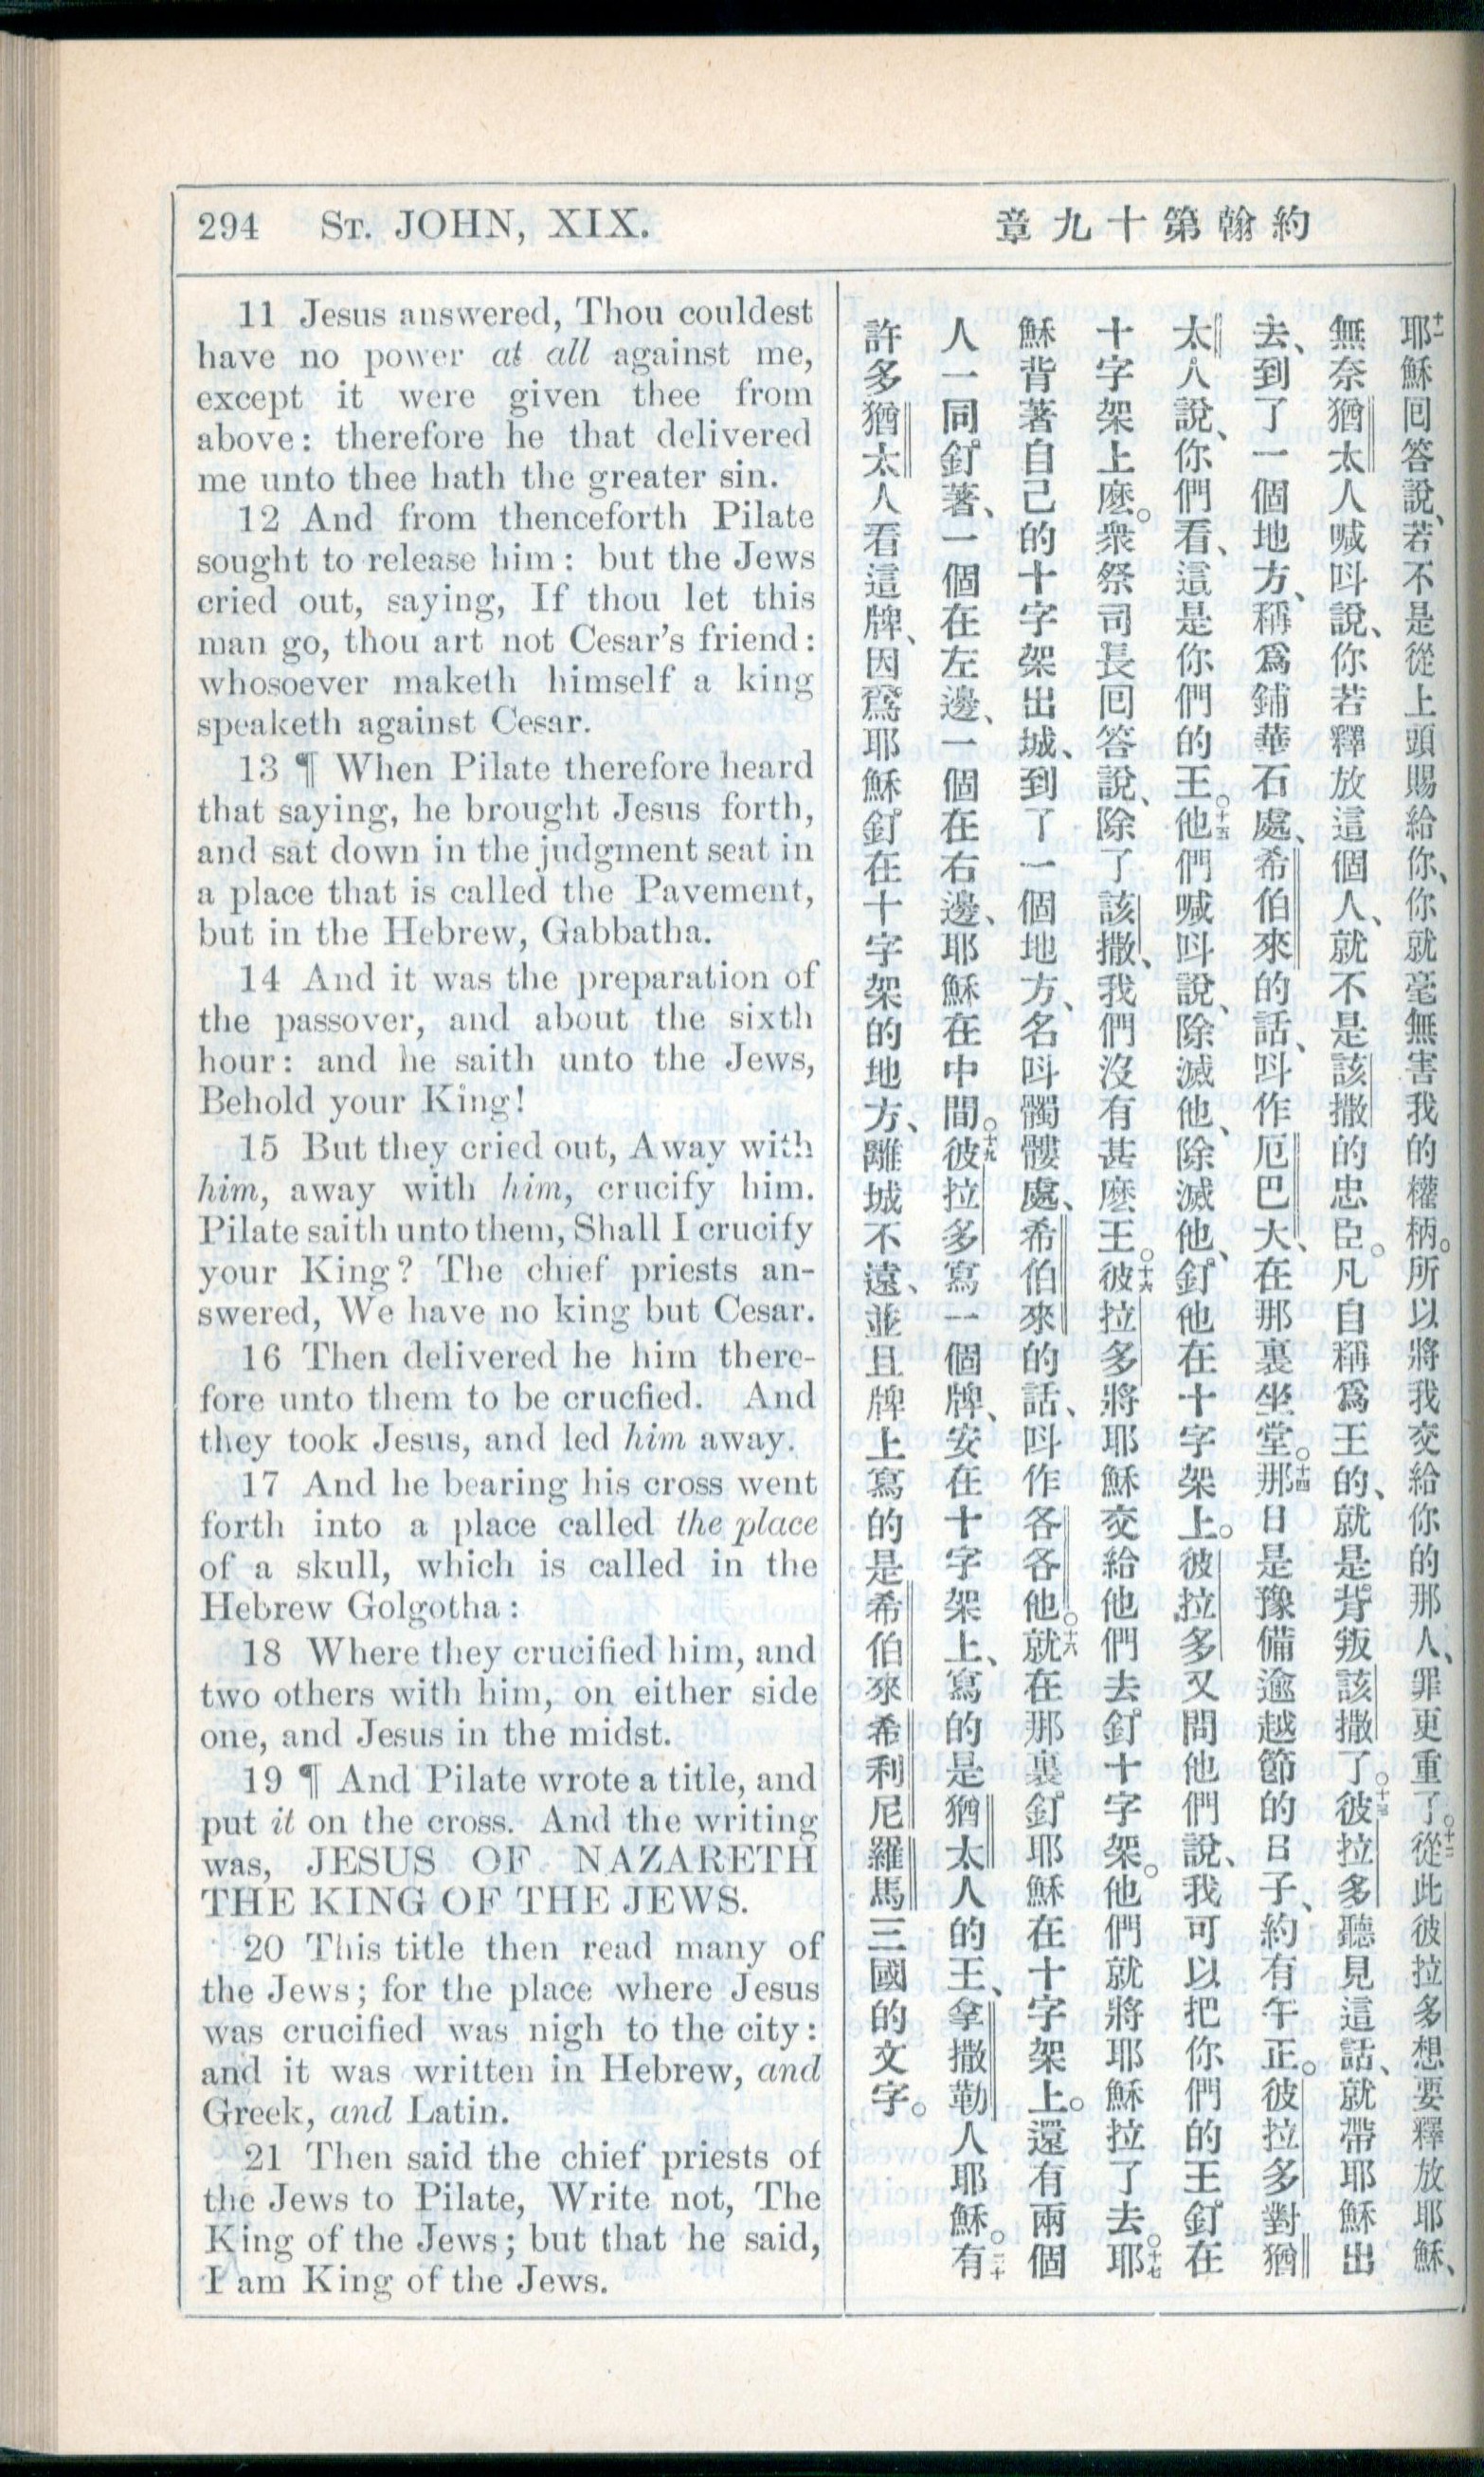 294 ST. JOHN, XIX.
章九十第翰約
11 Jesus answered, Thou couldest
have no power at all against me,
except it were given thee from
above: therefore he that delivered
me unto thee hath the greater sin.
12 And from thenceforth Pilate
sought to release him: but the Jews
cried out, saying, If thou let this
man go, thou art not Cesar's friend:
whosoever maketh himself a king
speaketh against Cesar.
13 ¶ When Pilate therefore heard
that saying, he brought Jesus forth,
and sat down in the judgment seat in
a place that is called the Pavement,
but in the Hebrew, Gabbatha.
14 And it was the preparation of
the passover, and about the sixth
hour: and he saith unto the Jews,
Behold your King!
15 But they cried out, Away with
him, away with him, crucify him.
Pilate saith unto them, Shall I crucify
your King? The chief priests an-
swered, We have no king but Cesar.
16 Then delivered he him there-
fore unto them to be crucfied. And
they took Jesus, and led him away.
17 And he bearing his cross went
forth into a place called the place
of a skull, which is called in the
Hebrew Golgotha:
18 Where they crucified him, and
two others with him, on either side
one, and Jesus in the midst.
19 ¶ And Pilate wrote a title, and
put it on the cross. And the writing
was, JESUS OF NAZARETH
THE KING OF THE JEWS.
20 This title then read many of
the Jews; for the place where Jesus
was crucified was nigh to the city:
and it was written in Hebrew, and
Greek, and Latin.
21 Then said the chief priests of
the Jews to Pilate, Write not, The
King of the Jews; but that he said,
I am King of the Jews.
十一耶穌囘答說、若不是從上頭賜給你、你就毫無害我的權柄。所以將我交給你的那人、罪更重了。十二從此彼拉多想要釋放耶穌、
無奈猶太人喊呌說、你若釋放這個人、就不是該撒的忠臣。凡自稱爲王的、就是背叛該撒了。十三彼拉多聽見這話、就帶耶穌出
去、到了一個地方、稱爲鋪華石處、希伯來的話、呌作厄巴大、在那裏坐堂。十四那日是豫備逾越節的日子、約有午正。彼拉多對猶
太人說、你們看、這是你們的王。十五他們喊呌說、除滅他、除滅他、釘他在十字架上。彼拉多又問他們說、我可以把你們的王釘在
十字架上麽。衆祭司長囘答說、除了該撒、我們沒有甚麽王。十六彼拉多將耶穌交給他們去釘十字架。他們就將耶穌拉了去。十七耶
穌背著自己的十字架出城、到了一個地方、名呌髑髏處、希伯來的話、呌作各各他。十六就在那裏釘耶穌在十字架上。還有兩個
人一同釘著、一個在左邊、一個在右邊、耶穌在中間。十九彼拉多寫一個牌、安在十字架上、寫的是猶太人的王、拿撒勒人耶穌。二十有
許多猶太人看這牌、因爲耶穌釘在十字架的地方、離城不遠、並且牌上寫的是希伯來希利尼羅馬三國的文字。